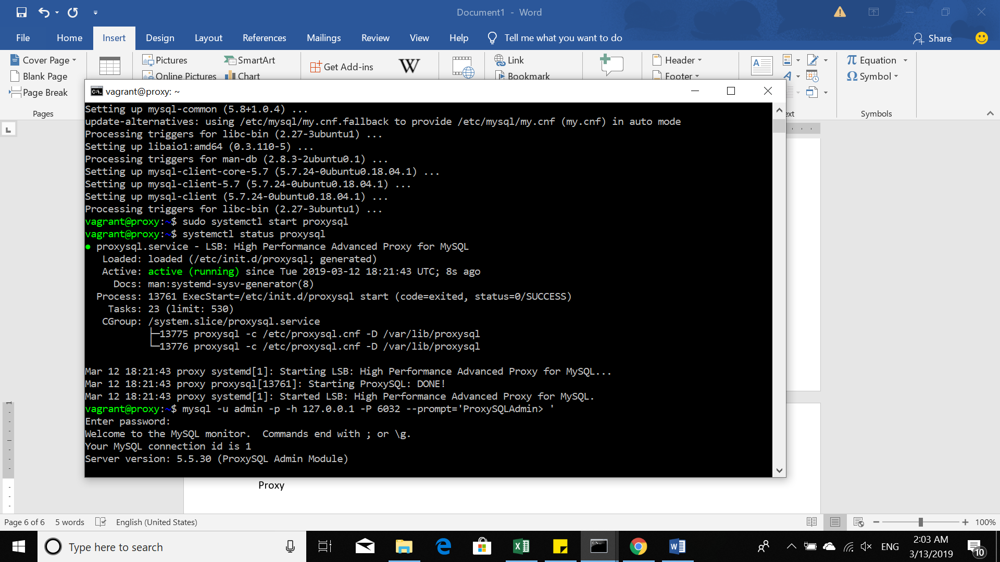 Document1 - Word
File Home Insert Design Layout References Mailings Review View Help Tell me what you want to do Share
Cover Page
Blank Page
Page Break
Pages
Pictures
Online Pictures
SmartArt
Chart
Get Add-ins
W
Link
Bookmark
Header
Footer
A
A
π Equation
Ω Symbol
Symbols
ext
L
vagrant@proxy: ~
Setting up mysql-common (5.8+1.0.4) ...
update-alternatives: using /etc/mysql/my.cnf.fallback to provide /etc/mysql/my.cnf (my.cnf) in auto mode
Processing triggers for libc-bin (2.27-3ubuntu1) ...
Setting up libaio1:amd64 (0.3.110-5) ...
Processing triggers for man-db (2.8.3-2ubuntu0.1) ...
Setting up mysql-client-core-5.7 (5.7.24-0ubuntu0.18.04.1) ...
Setting up mysql-client-5.7 (5.7.24-0ubuntu0.18.04.1) ...
Setting up mysql-client (5.7.24-0ubuntu0.18.04.1) ...
Processing triggers for libc-bin (2.27-3ubuntu1) ...
vagrant@proxy:~$ sudo systemctl start proxysql
vagrant@proxy:~$ systemctl status proxysql
● proxysql.service - LSB: High Performance Advanced Proxy for MySQL
Loaded: loaded (/etc/init.d/proxysql; generated)
Active: active (running) since Tue 2019-03-12 18:21:43 UTC; 8s ago
Docs: man:systemd-sysv-generator(8)
Process: 13761 ExecStart=/etc/init.d/proxysql start (code=exited, status=0/SUCCESS)
Tasks: 23 (limit: 530)
CGroup: /system.slice/proxysql.service
├─13775 proxysql -c /etc/proxysql.cnf -D /var/lib/proxysql
└─13776 proxysql -c /etc/proxysql.cnf -D /var/lib/proxysql
Mar 12 18:21:43 proxy systemd[1]: Starting LSB: High Performance Advanced Proxy for MySQL...
Mar 12 18:21:43 proxy proxysql[13761]: Starting ProxySQL: DONE!
Mar 12 18:21:43 proxy systemd[1]: Started LSB: High Performance Advanced Proxy for MySQL.
vagrant@proxy:~$ mysql -u admin -p -h 127.0.0.1 -P 6032 --prompt='ProxySQLAdmin> '
Enter password:
Welcome to the MySQL monitor.  Commands end with ; or \g.
Your MySQL connection id is 1
Server version: 5.5.30 (ProxySQL Admin Module)
Proxy
Page 6 of 6 5 words English (United States) 100%
Type here to search
ENG
2:03 AM
3/13/2019
10